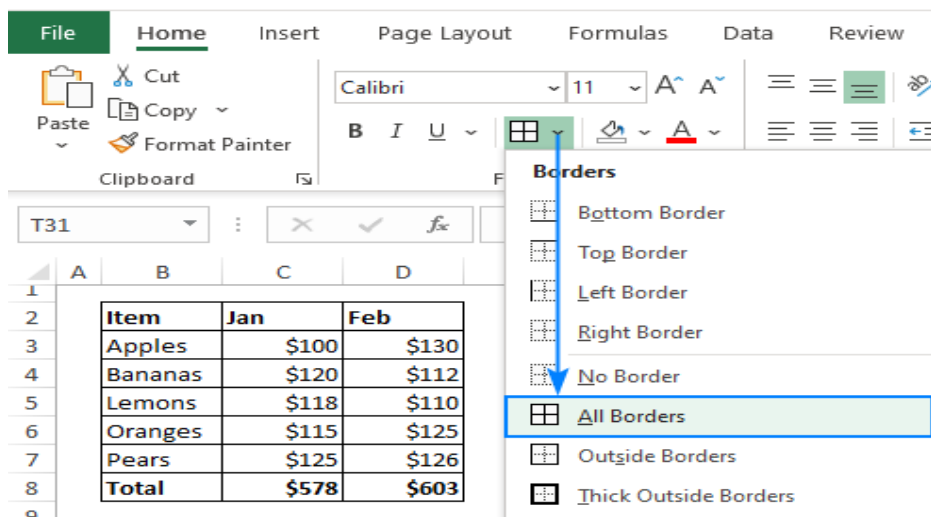 File Home Insert Page Layout Formulas Data Review
Cut
Calibri 11 A A
Copy
Paste
B I U A
Format Painter
Clipboard F
Borders
Bottom Border
T31 fx
Top Border
A B C D
Left Border
1
2 Item Jan Feb
Right Border
3 Apples $100 $130
4 Bananas $120 $112
No Border
5 Lemons $118 $110
All Borders
6 Oranges $115 $125
7 Pears $125 $126
Outside Borders
8 Total $578 $603
Thick Outside Borders